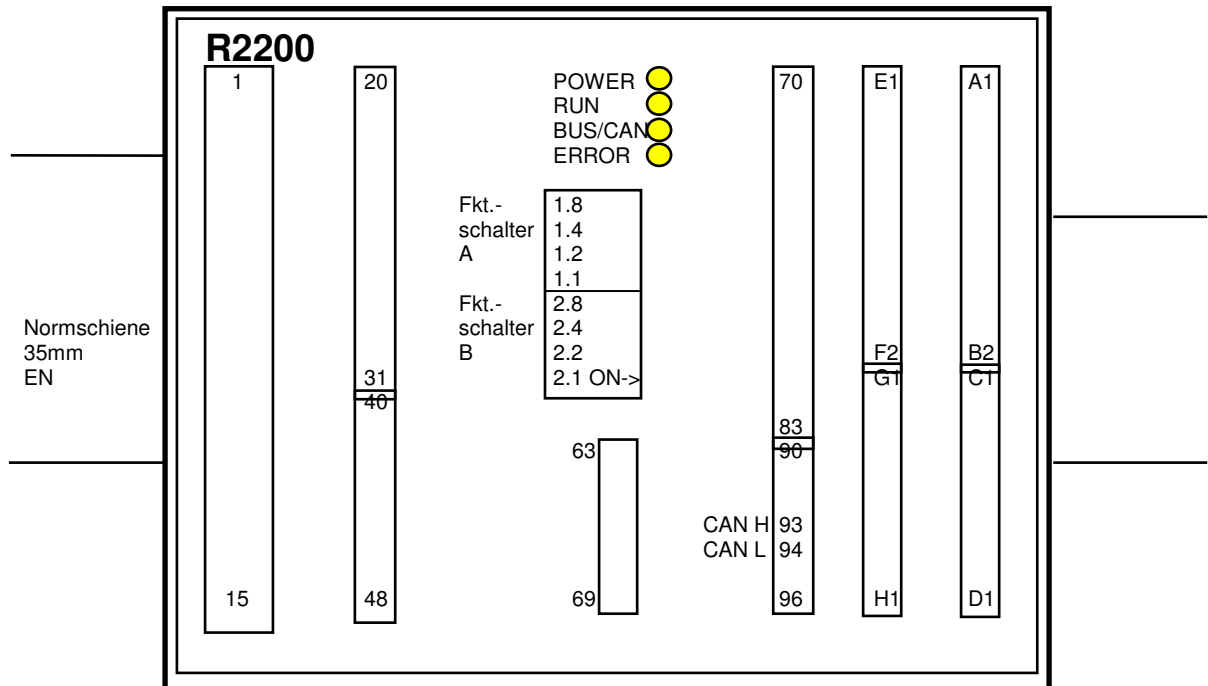 R2200
1
20
POWER
RUN
BUS/CAN
ERROR
70
E1
A1
Fkt.-
schalter
A
1.8
1.4
1.2
1.1
Fkt.-
schalter
B
2.8
2.4
2.2
2.1 ON->
Normschiene
35mm
EN
31
40
F2
G1
B2
C1
83
90
63
CAN H 93
CAN L 94
15
48
69
96
H1
D1